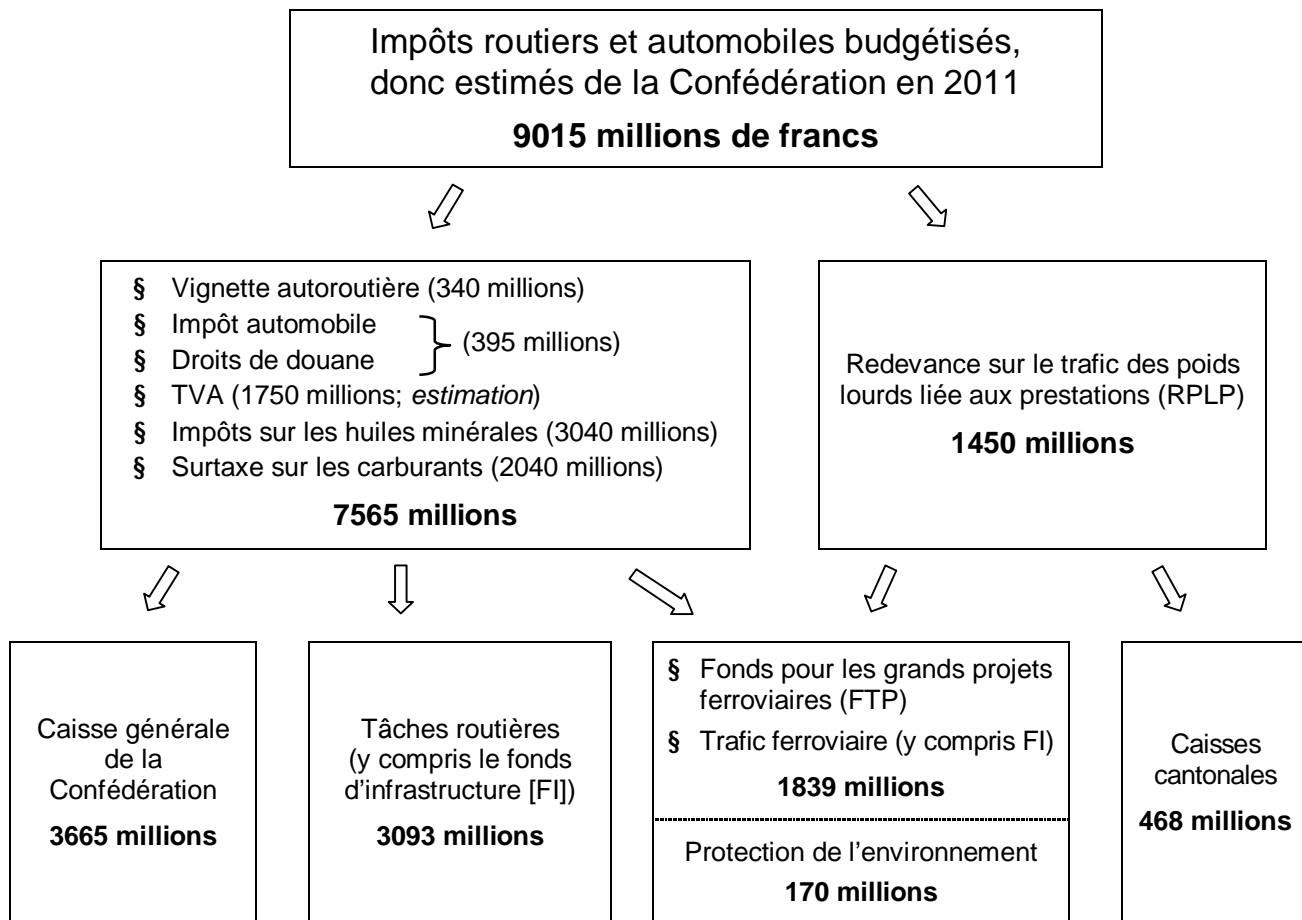 Impôts routiers et automobiles budgétisés,
donc estimés de la Confédération en 2011
9015 millions de francs
§ Vignette autoroutière (340 millions)
§ Impôt automobile
§ Droits de douane
(395 millions)
§ TVA (1750 millions; estimation)
§ Impôts sur les huiles minérales (3040 millions)
§ Surtaxe sur les carburants (2040 millions)
7565 millions
Redevance sur le trafic des poids
lourds liée aux prestations (RPLP)
1450 millions
Caisse générale
de la
Confédération
3665 millions
Tâches routières
(y compris le fonds
d'infrastructure [FI])
3093 millions
§ Fonds pour les grands projets
ferroviaires (FTP)
§ Trafic ferroviaire (y compris FI)
1839 millions
Protection de l'environnement
170 millions
Caisses
cantonales
468 millions